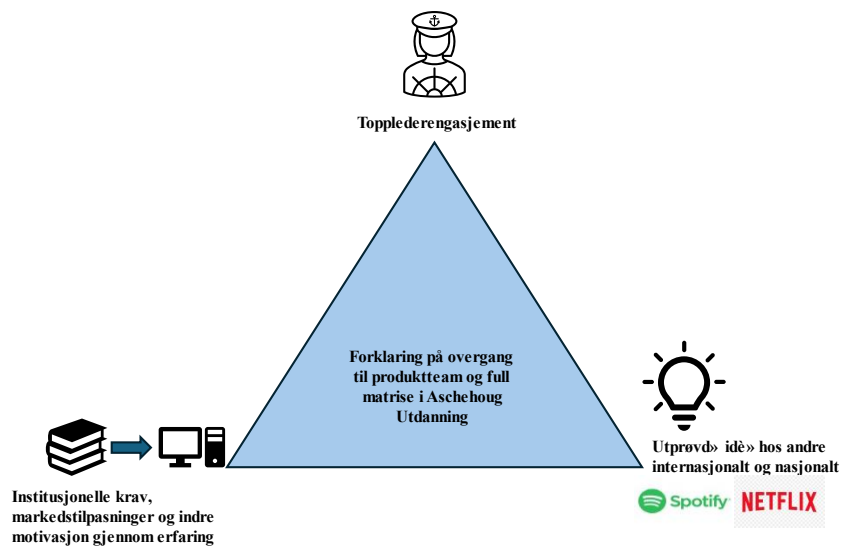 Topplederengasjement
Forklaring på overgang
til produktteam og full
matrise i Aschehoug
Utdanning
Institusjonelle krav,
markedstilpasninger og indre
motivasjon gjennom erfaring
Utprøvd» idè» hos andre
internasjonalt og nasjonalt
Spotify NETFLIX